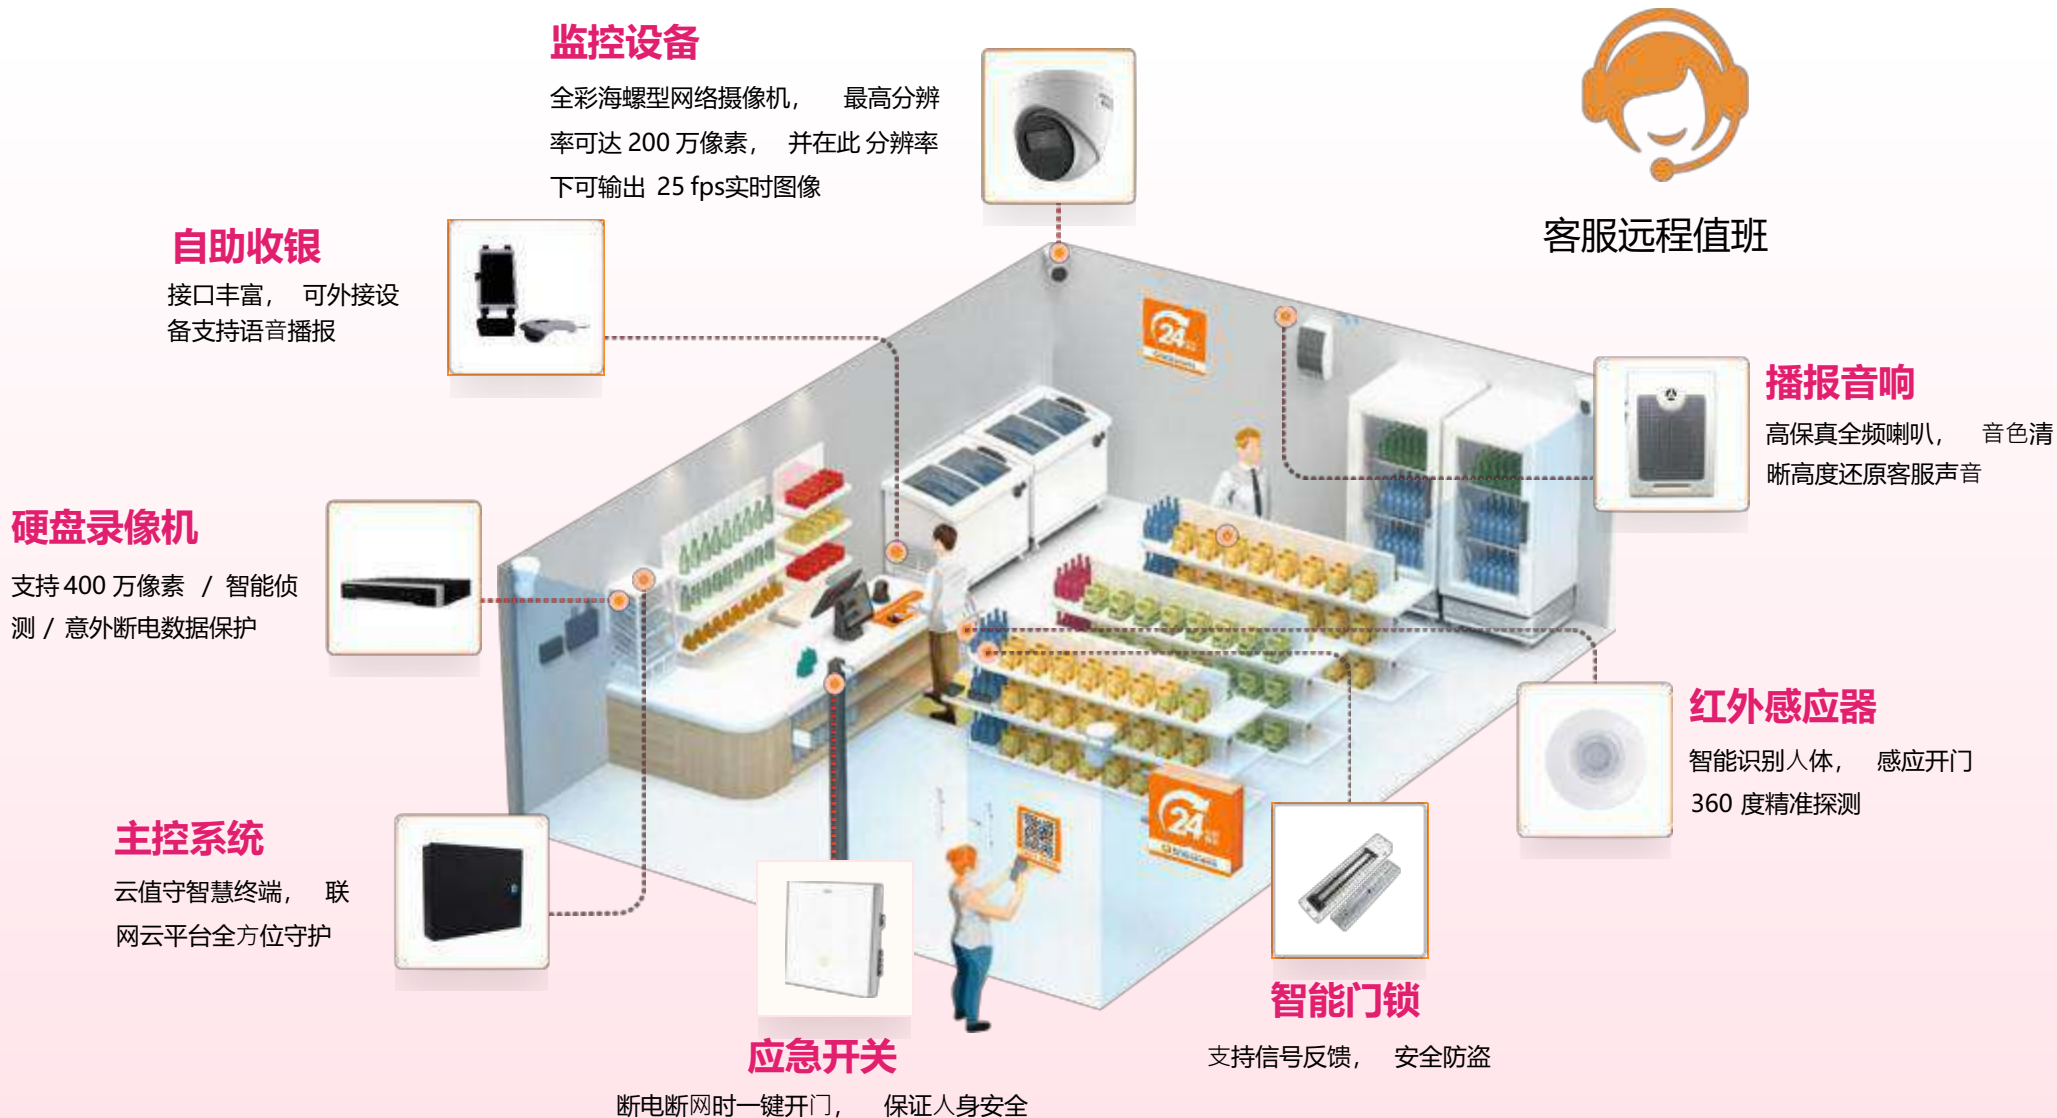 监控设备
全彩海螺型网络摄像机， 最高分辨
率可达 200 万像素， 并在此 分辨率
下可输出 25 fps实时图像
客服远程值班
自助收银
接口丰富， 可外接设
备支持语音播报
24
播报音响
高保真全频喇叭， 音色清
晰高度还原客服声音
硬盘录像机
支持 400 万像素 / 智能侦
测 / 意外断电数据保护
红外感应器
智能识别人体， 感应开门
360 度精准探测
24
主控系统
云值守智慧终端， 联
网云平台全方位守护
智能门锁
支持信号反馈， 安全防盗
应急开关
断电断网时一键开门， 保证人身安全